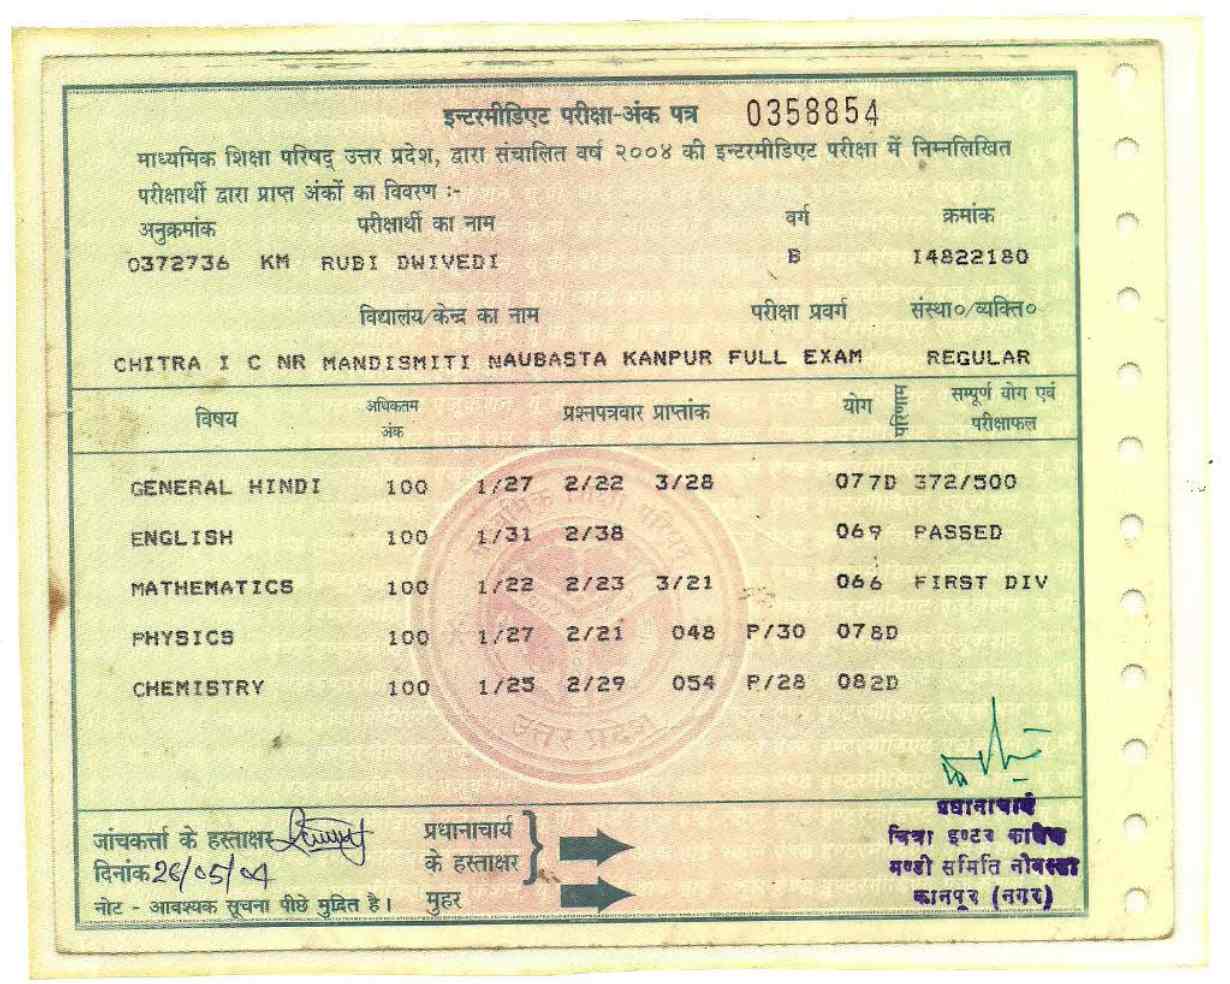 इन्टरमीडिएट परीक्षा-अंक पत्र 0358854
माध्यमिक शिक्षा परिषद् उत्तर प्रदेश, द्वारा संचालित वर्ष २००४ की इन्टरमीडिएट परीक्षा में निम्नलिखित
परीक्षार्थी द्वारा प्राप्त अंकों का विवरण :-
अनुक्रमांक परीक्षार्थी का नाम वर्ग क्रमांक
0372736 KM RUBI DWIVEDI B I4822180
विद्यालय/केन्द्र का नाम परीक्षा प्रवर्ग संस्था०/व्यक्ति०
CHITRA I C NR MANDISMITI NAUBASTA KANPUR FULL EXAM REGULAR
विषय अधिकतम अंक प्रश्नपत्रवार प्राप्तांक योग परिणाम सम्पूर्ण योग एवं परीक्षाफल
GENERAL HINDI 100 1/27 2/22 3/28 077D 372/500
ENGLISH 100 1/31 2/38 069 PASSED
MATHEMATICS 100 1/22 2/23 3/21 066 FIRST DIV
PHYSICS 100 1/27 2/21 048 P/30 078D
CHEMISTRY 100 1/25 2/29 054 P/28 082D
उत्तर प्रदेश
जांचकर्त्ता के हस्ताक्षर
दिनांक 26/05/04
नोट - आवश्यक सूचना पीछे मुद्रित है।
प्रधानाचार्य
के हस्ताक्षर
मुहर
प्रधानाचार्य
चित्रा इण्टर कालेज
मण्डी समिति नौबस्ता
कानपुर (नगर)